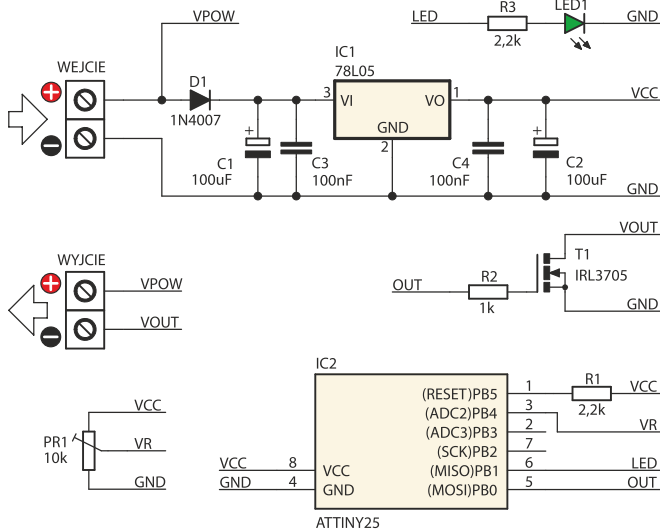 VPOW
LED
R3
2,2k
LED1
GND
WEJCIE
D1
1N4007
IC1
78L05
3 VI
VO 1
GND
2
VCC
+
C1
100uF
C3
100nF
C4
100nF
+
C2
100uF
GND
WYJCIE
VPOW
VOUT
OUT
R2
1k
VOUT
T1
IRL3705
GND
VCC
PR1
10k
VR
GND
IC2
(RESET)PB5 1
R1
2,2k
VCC
(ADC2)PB4 3
VR
(ADC3)PB3 2
(SCK)PB2 7
VCC 8 VCC
(MISO)PB1 6 LED
GND 4 GND
(MOSI)PB0 5 OUT
ATTINY25